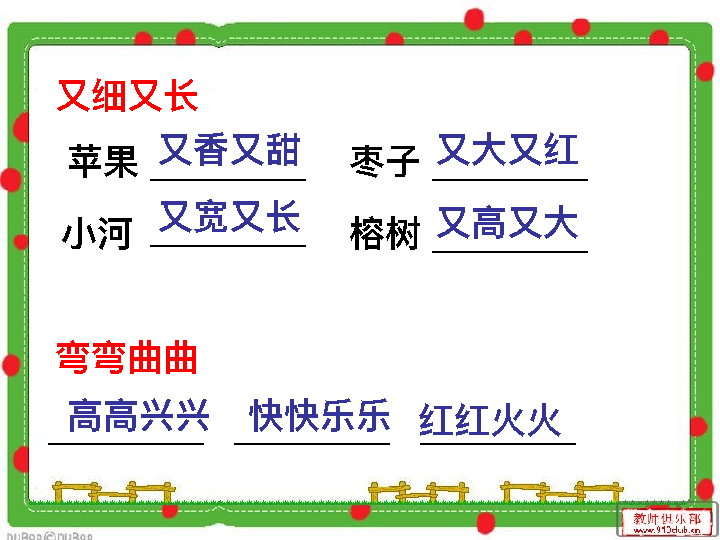 又细又长
苹果 又香又甜 枣子 又大又红
小河 又宽又长 榕树 又高又大
弯弯曲曲
高高兴兴 快快乐乐 红红火火
教师俱乐部
www.910club.cn